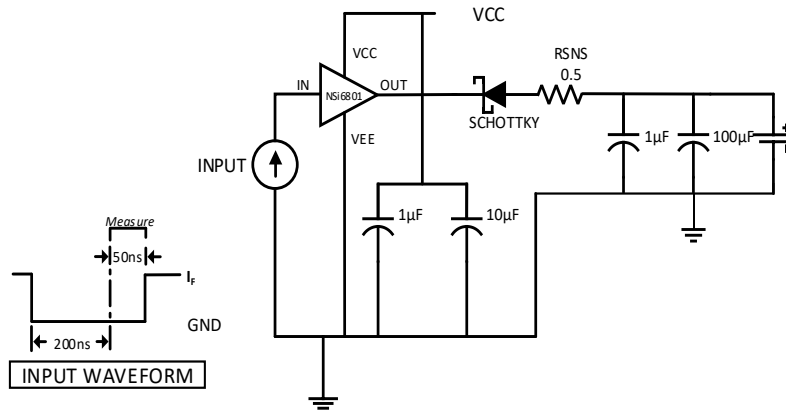 VCC
VCC
RSNS
0.5
IN
NSi6801
OUT
SCHOTTKY
VEE
INPUT
1µF
100µF
+
1µF
10µF
Measure
50ns
IF
GND
200ns
INPUT WAVEFORM